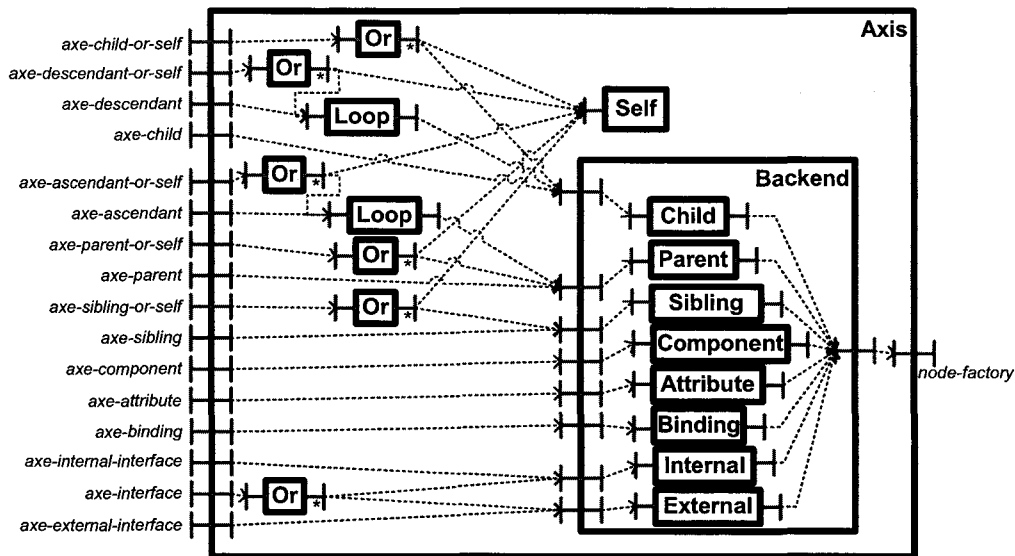 Axis
axe-child-or-self
Or
*
axe-descendant-or-self
Or
*
axe-descendant
Loop
Self
axe-child
axe-ascendant-or-self
Or
*
Backend
axe-ascendant
Loop
Child
axe-parent-or-self
Or
*
Parent
axe-parent
axe-sibling-or-self
Or
*
Sibling
axe-sibling
Component
axe-component
node-factory
axe-attribute
Attribute
axe-binding
Binding
axe-internal-interface
Internal
axe-interface
Or
*
External
axe-external-interface